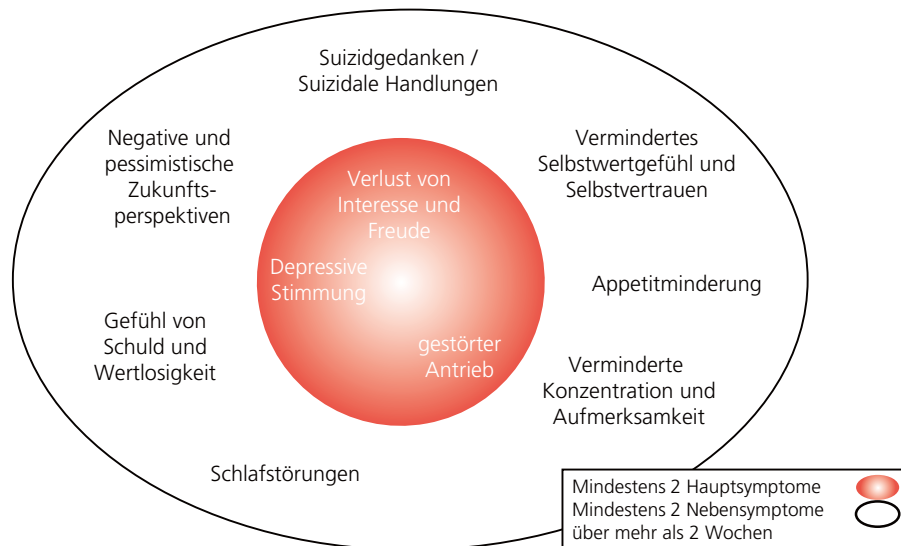 Suizidgedanken /
Suizidale Handlungen
Negative und
pessimistische
Zukunfts-
perspektiven
Vermindertes
Selbstwertgefühl und
Selbstvertrauen
Verlust von
Interesse und
Freude
Depressive
Stimmung
Appetitminderung
Gefühl von
Schuld und
Wertlosigkeit
gestörter
Antrieb
Verminderte
Konzentration und
Aufmerksamkeit
Schlafstörungen
Mindestens 2 Hauptsymptome
Mindestens 2 Nebensymptome
über mehr als 2 Wochen